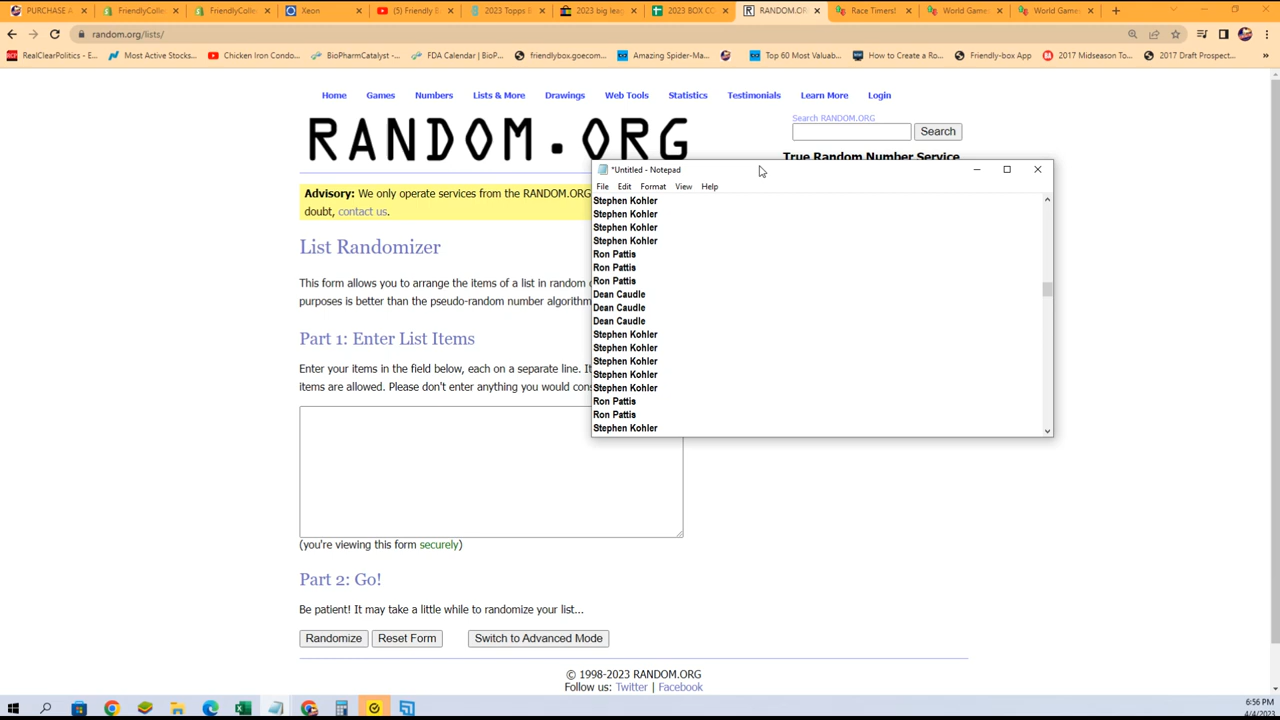 PURCHASE A
FriendlyColle
FriendlyColle
Xeon
(5) Friendly B
2023 Topps
2023 big lea
2023 BOX CO
RANDOM.OR
Race Timers!
World Game
World Game
random.org/lists/
RealClearPolitics - E...
Most Active Stocks...
Chicken Iron Condo...
BioPharmCatalyst -...
FDA Calendar | BioP...
friendlybox.goecom...
Amazing Spider-Ma...
Top 60 Most Valuab...
How to Create a Ro...
Friendly-box App
2017 Midseason To...
2017 Draft Prospect...
Home
Games
Numbers
Lists & More
Drawings
Web Tools
Statistics
Testimonials
Learn More
Login
RANDOM.ORG
Search RANDOM.ORG
Search
True Random Number Service
Advisory: We only operate services from the RANDOM.ORG
doubt, contact us.
List Randomizer
This form allows you to arrange the items of a list in random
purposes is better than the pseudo-random number algorithm
Part 1: Enter List Items
Enter your items in the field below, each on a separate line.
items are allowed. Please don't enter anything you would
(you're viewing this form securely)
Part 2: Go!
Be patient! It may take a little while to randomize your list...
Randomize
Reset Form
Switch to Advanced Mode
© 1998-2023 RANDOM.ORG
Follow us: Twitter | Facebook
*Untitled - Notepad
File
Edit
Format
View
Help
Stephen Kohler
Stephen Kohler
Stephen Kohler
Stephen Kohler
Ron Pattis
Ron Pattis
Ron Pattis
Dean Caudle
Dean Caudle
Dean Caudle
Stephen Kohler
Stephen Kohler
Stephen Kohler
Stephen Kohler
Stephen Kohler
Ron Pattis
Ron Pattis
Stephen Kohler
6:56 PM
4/4/2023